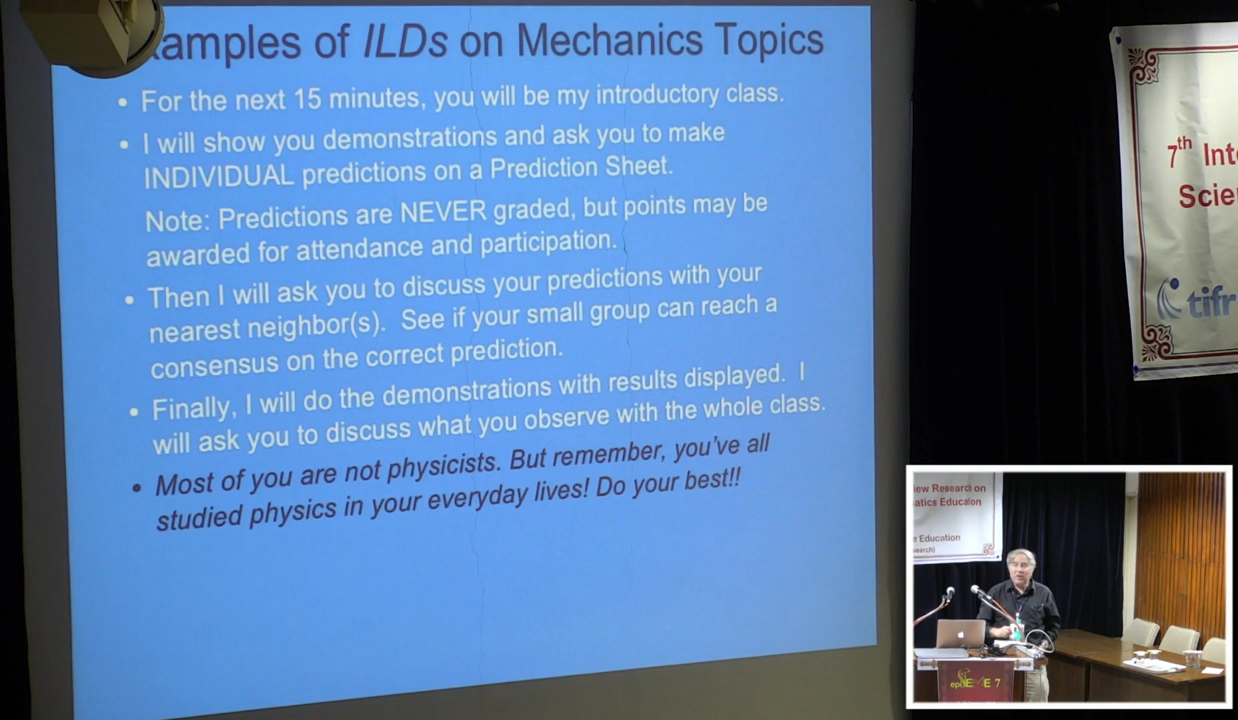 amples of ILDs on Mechanics Topics
• For the next 15 minutes, you will be my introductory class.
• I will show you demonstrations and ask you to make
INDIVIDUAL predictions on a Prediction Sheet.
Note: Predictions are NEVER graded, but points may be
awarded for attendance and participation.
• Then I will ask you to discuss your predictions with your
nearest neighbor(s). See if your small group can reach a
consensus on the correct prediction.
• Finally, I will do the demonstrations with results displayed. I
will ask you to discuss what you observe with the whole class.
• Most of you are not physicists. But remember, you've all
studied physics in your everyday lives! Do your best!!
7th Inte
Scien
tifr
iew Research on
atics Education
e Education
search)
epiSTEME 7